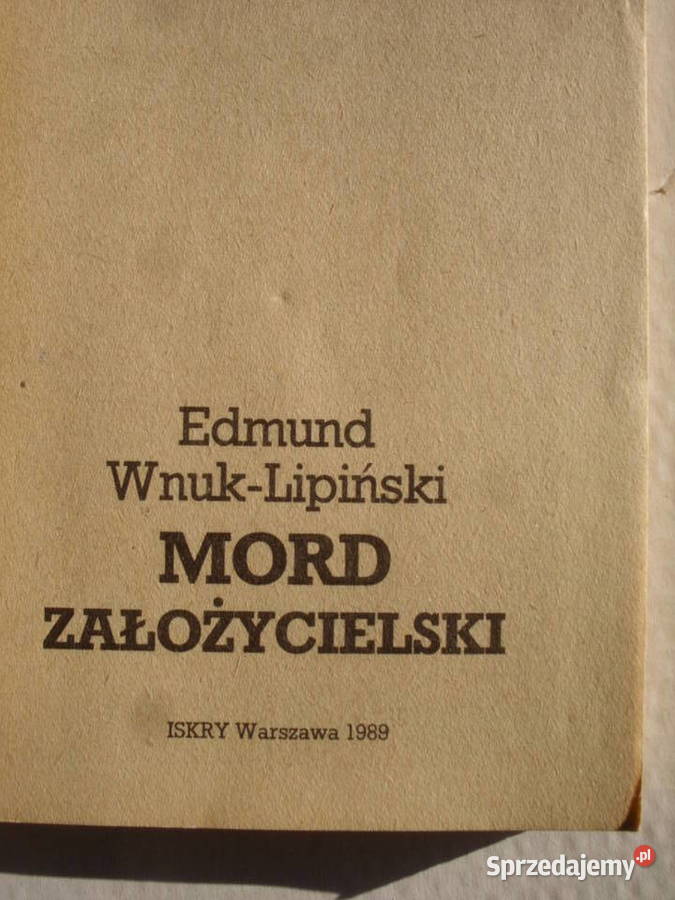 Edmund
Wnuk-Lipiński
MORD
ZAŁOŻYCIELSKI
ISKRY Warszawa 1989
Sprzedajemy.pl